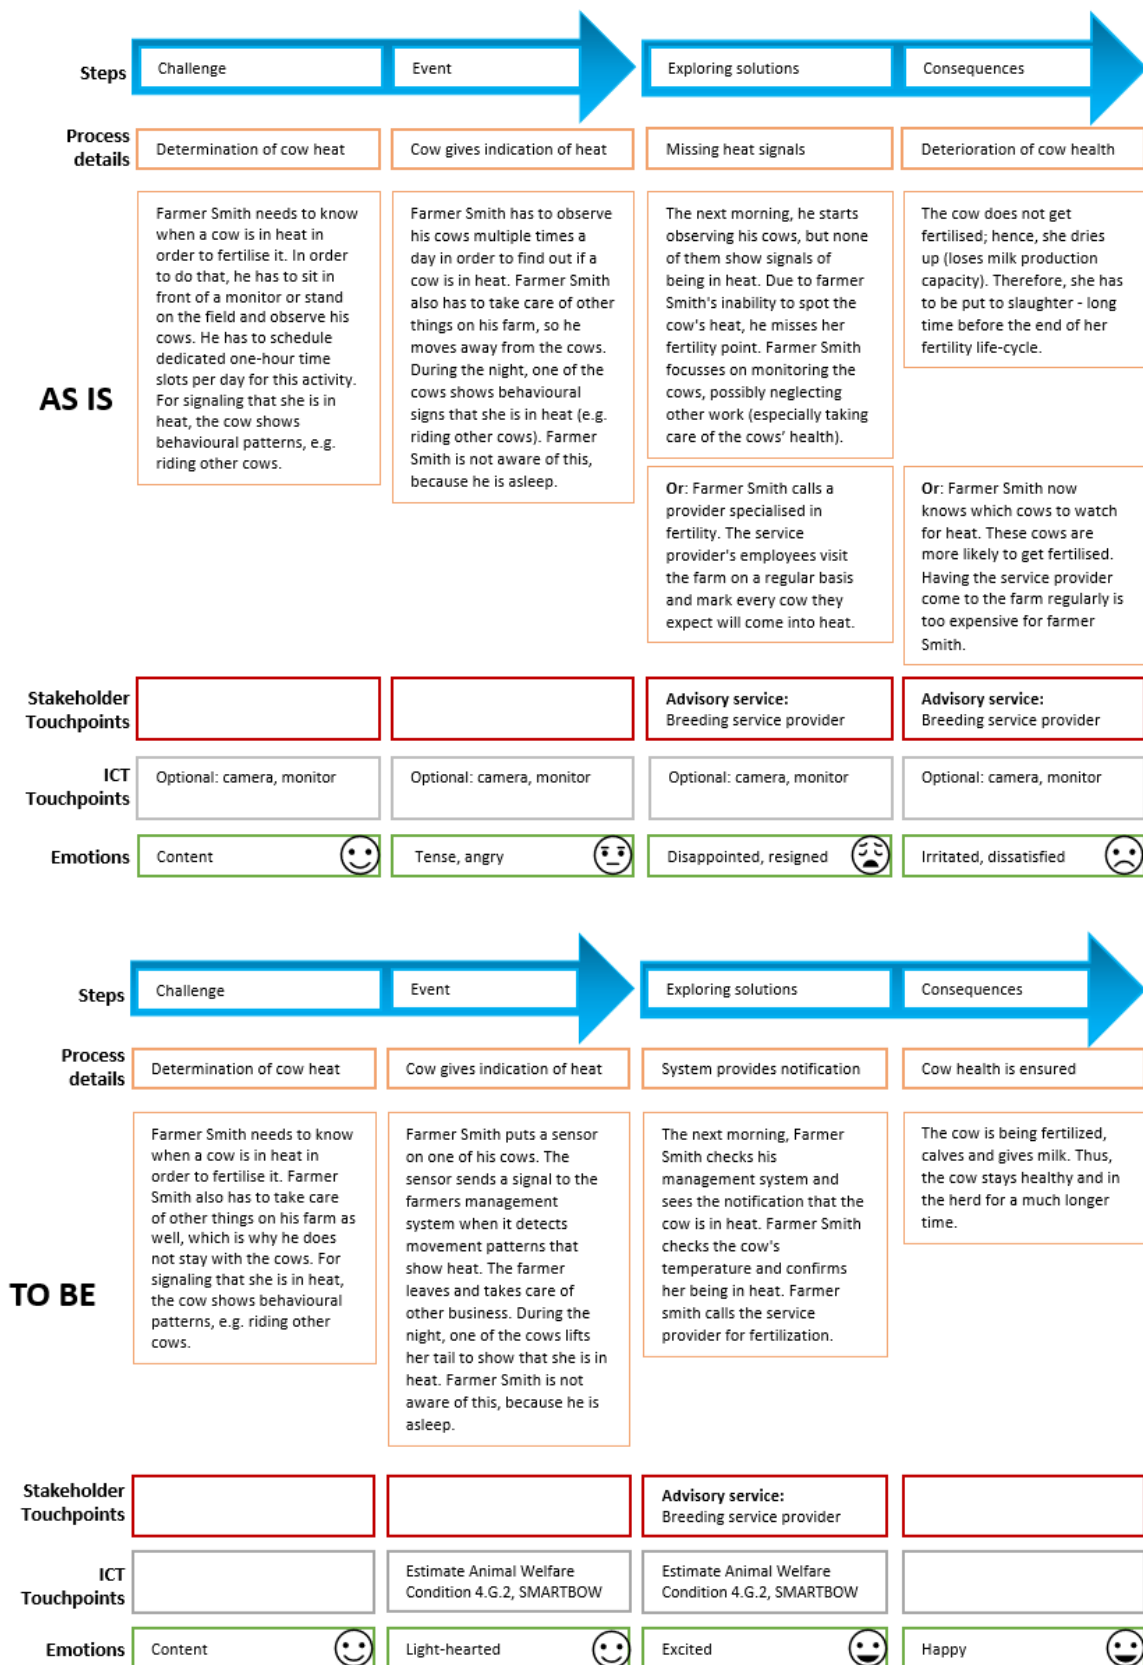 Steps
Challenge
Event
Exploring solutions
Consequences
Process
details
Determination of cow heat
Cow gives indication of heat
Missing heat signals
Deterioration of cow health
AS IS
Farmer Smith needs to know
when a cow is in heat in
order to fertilise it. In order
to do that, he has to sit in
front of a monitor or stand
on the field and observe his
cows. He has to schedule
dedicated one-hour time
slots per day for this activity.
For signaling that she is in
heat, the cow shows
behavioural patterns, e.g.
riding other cows.
Farmer Smith has to observe
his cows multiple times a
day in order to find out if a
cow is in heat. Farmer Smith
also has to take care of other
things on his farm, so he
moves away from the cows.
During the night, one of the
cows shows behavioural
signs that she is in heat (e.g.
riding other cows). Farmer
Smith is not aware of this,
because he is asleep.
The next morning, he starts
observing his cows, but none
of them show signals of
being in heat. Due to farmer
Smith's inability to spot the
cow's heat, he misses her
fertility point. Farmer Smith
focusses on monitoring the
cows, possibly neglecting
other work (especially taking
care of the cows' health).
Or: Farmer Smith calls a
provider specialised in
fertility. The service
provider's employees visit
the farm on a regular basis
and mark every cow they
expect will come into heat.
The cow does not get
fertilised; hence, she dries
up (loses milk production
capacity). Therefore, she has
to be put to slaughter - long
time before the end of her
fertility life-cycle.
Or: Farmer Smith now
knows which cows to watch
for heat. These cows are
more likely to get fertilised.
Having the service provider
come to the farm regularly is
too expensive for farmer
Smith.
Stakeholder
Touchpoints
Advisory service:
Breeding service provider
Advisory service:
Breeding service provider
ICT
Touchpoints
Optional: camera, monitor
Optional: camera, monitor
Optional: camera, monitor
Optional: camera, monitor
Emotions
Content
Tense, angry
Disappointed, resigned
Irritated, dissatisfied
Steps
Challenge
Event
Exploring solutions
Consequences
Process
details
Determination of cow heat
Cow gives indication of heat
System provides notification
Cow health is ensured
TO BE
Farmer Smith needs to know
when a cow is in heat in
order to fertilise it. Farmer
Smith also has to take care
of other things on his farm as
well, which is why he does
not stay with the cows. For
signaling that she is in heat,
the cow shows behavioural
patterns, e.g. riding other
cows.
Farmer Smith puts a sensor
on one of his cows. The
sensor sends a signal to the
farmers management
system when it detects
movement patterns that
show heat. The farmer
leaves and takes care of
other business. During the
night, one of the cows lifts
her tail to show that she is in
heat. Farmer Smith is not
aware of this, because he is
asleep.
The next morning, Farmer
Smith checks his
management system and
sees the notification that the
cow is in heat. Farmer Smith
checks the cow's
temperature and confirms
her being in heat. Farmer
smith calls the service
provider for fertilization.
The cow is being fertilized,
calves and gives milk. Thus,
the cow stays healthy and in
the herd for a much longer
time.
Stakeholder
Touchpoints
Advisory service:
Breeding service provider
ICT
Touchpoints
Estimate Animal Welfare
Condition 4.G.2, SMARTBOW
Estimate Animal Welfare
Condition 4.G.2, SMARTBOW
Emotions
Content
Light-hearted
Excited
Happy